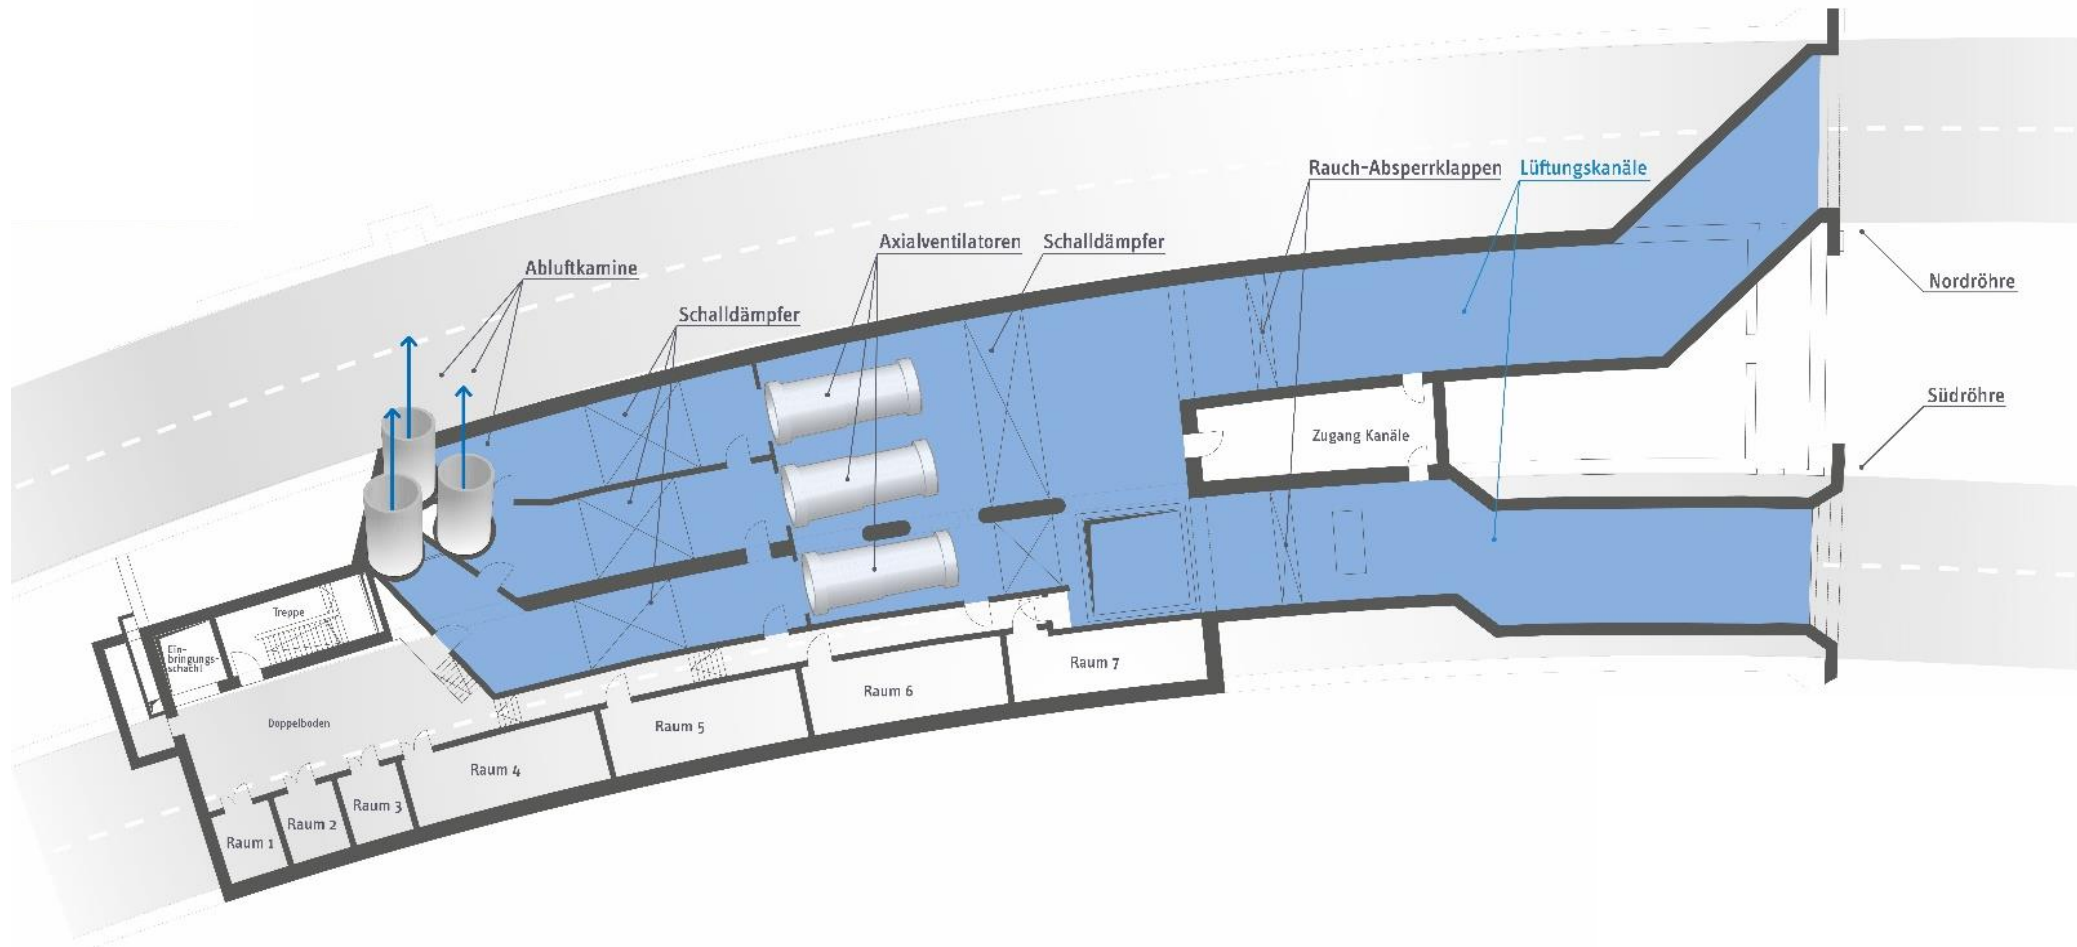 Rauch-Absperrklappen
Lüftungskanäle
Axialventilatoren
Schalldämpfer
Abluftkamine
Nordröhre
Schalldämpfer
Südröhre
Zugang Kanäle
Treppe
Ein-
bringungs-
schacht
Raum 7
Raum 6
Doppelboden
Raum 5
Raum 4
Raum 3
Raum 2
Raum 1